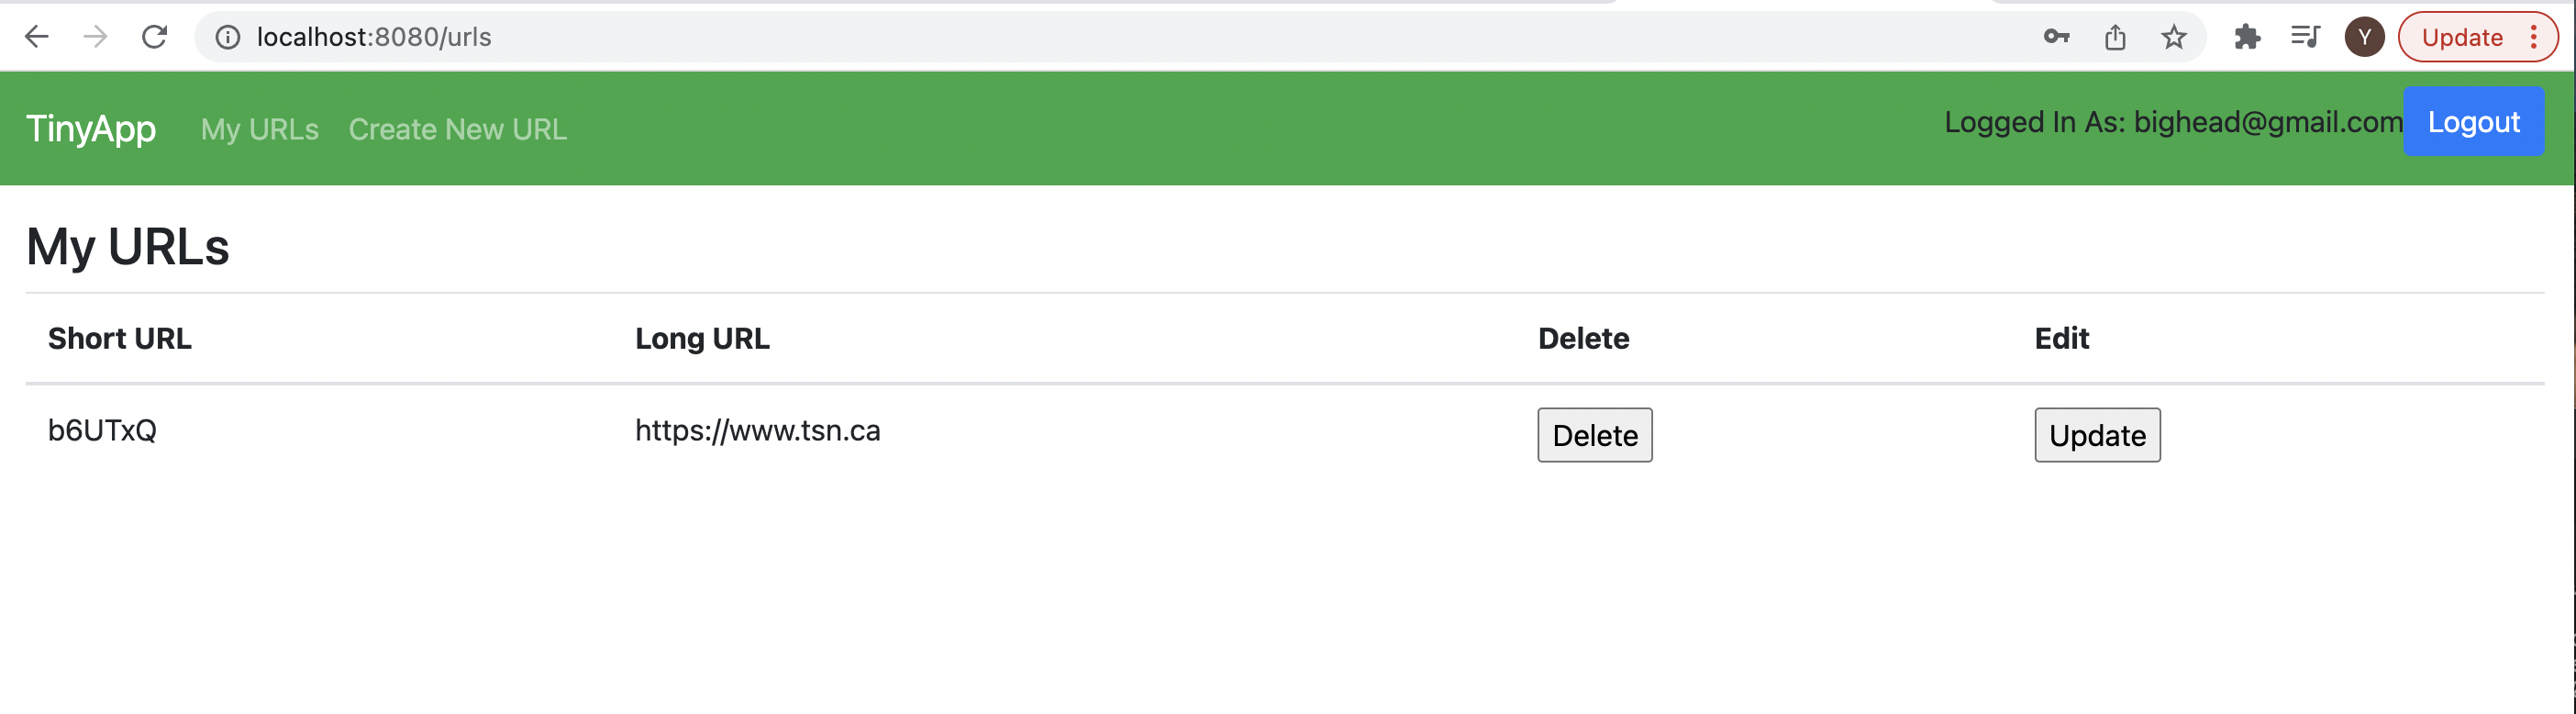 localhost:8080/urls
Y
Update
TinyApp My URLs Create New URL Logged In As: bighead@gmail.com Logout
My URLs
Short URL Long URL Delete Edit
b6UTxQ https://www.tsn.ca Delete Update